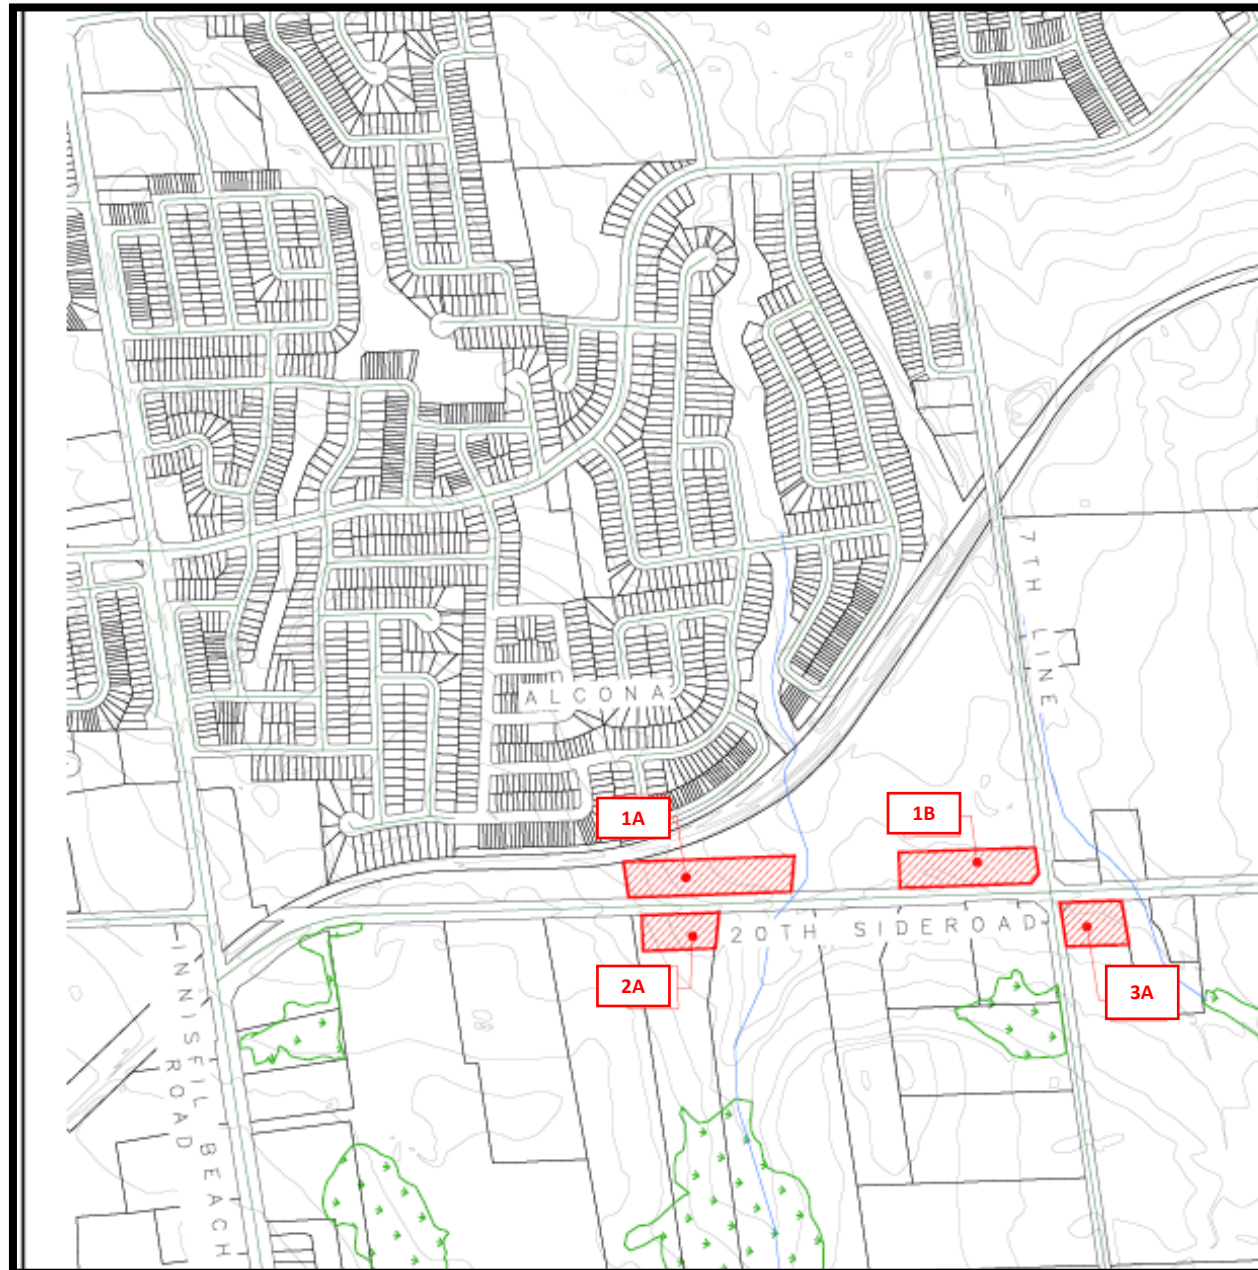 7TH LINE
ALCONA
1A
1B
20TH SIDEROAD
2A
3A
INNISFIL BEACH
ROAD